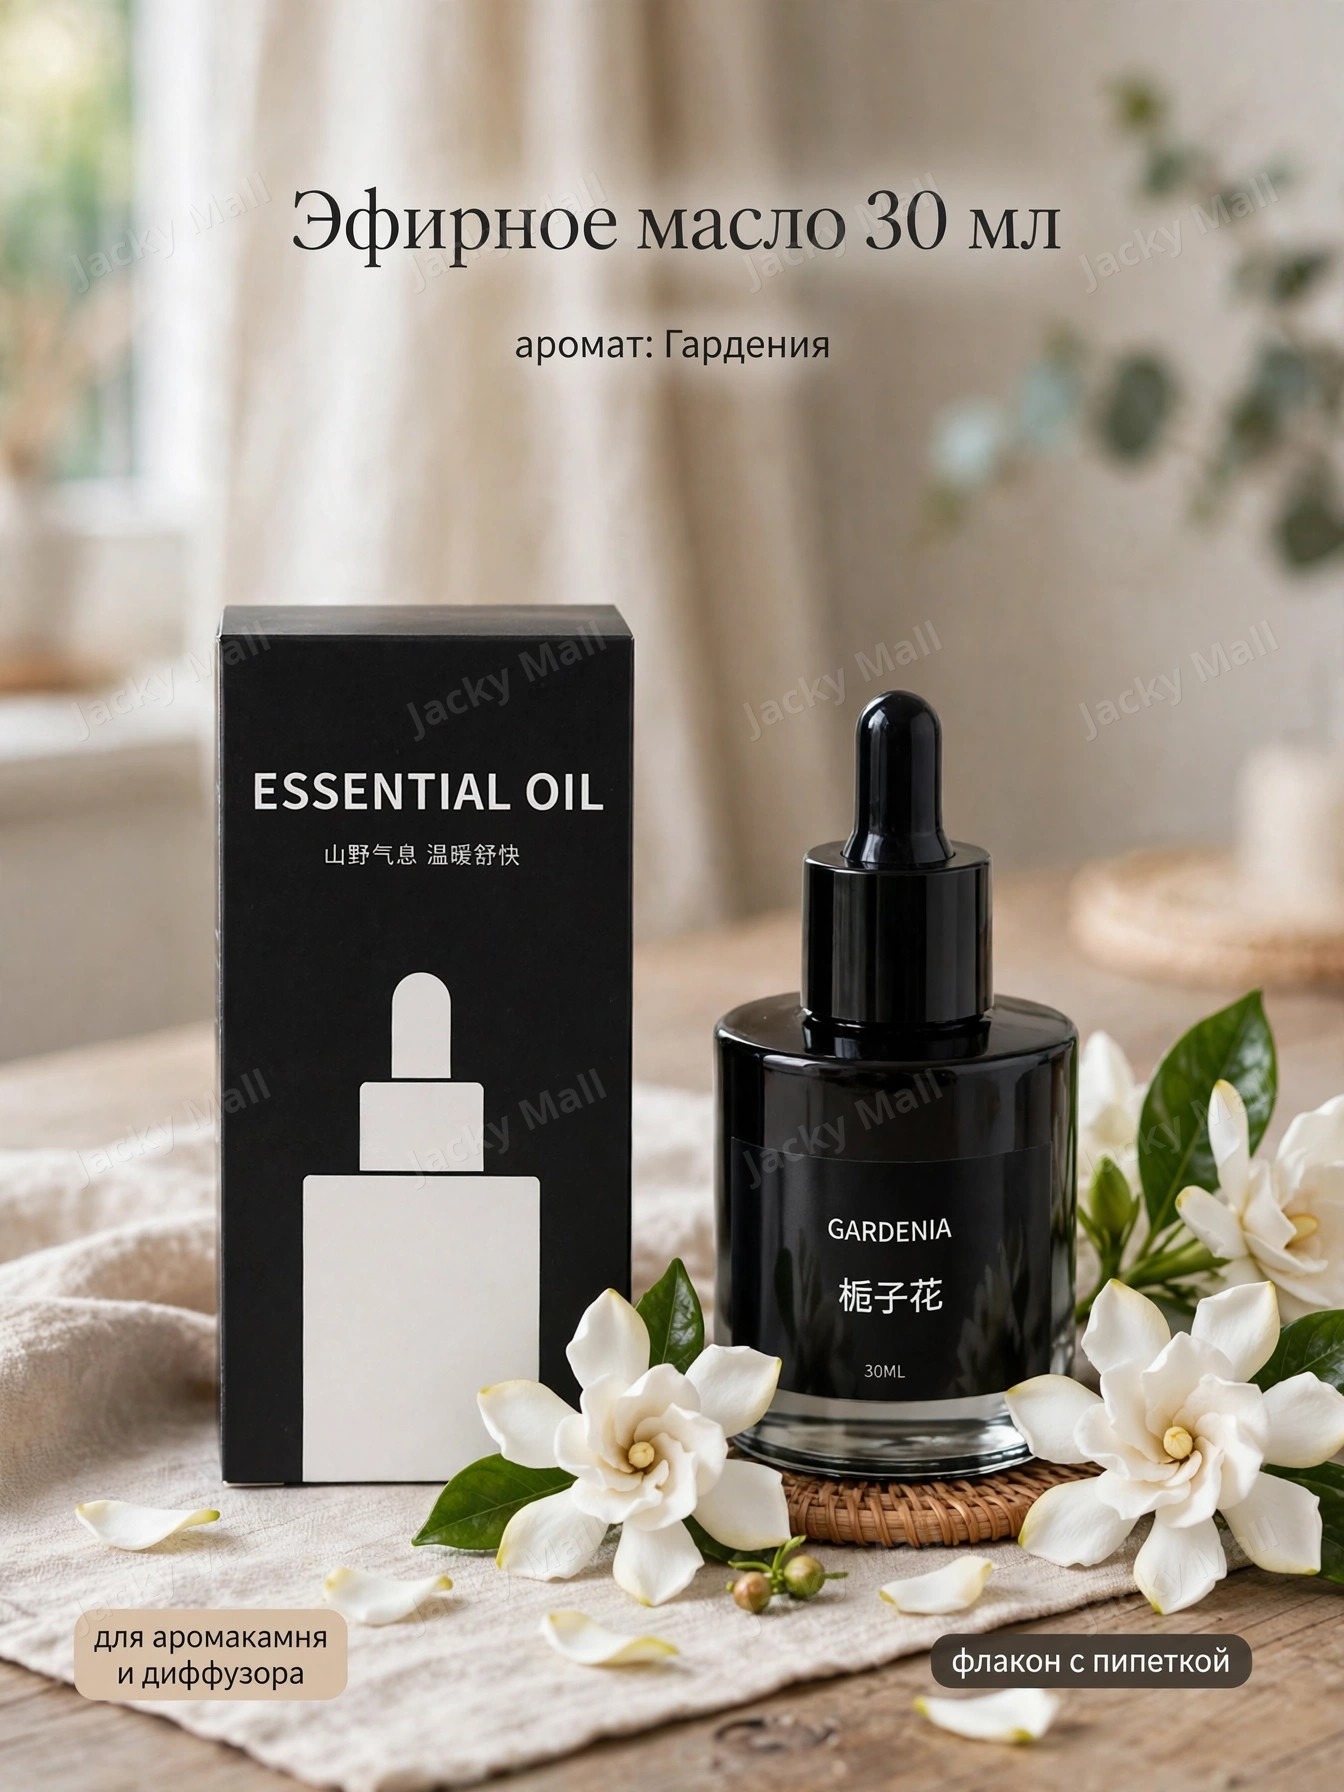 Эфирное масло 30 мл
аромат: Гардения
ESSENTIAL OIL
山野气息 温暖舒快
GARDENIA
栀子花
30ML
для аромакамня
и диффузора
флакон с пипеткой
Jacky Mall